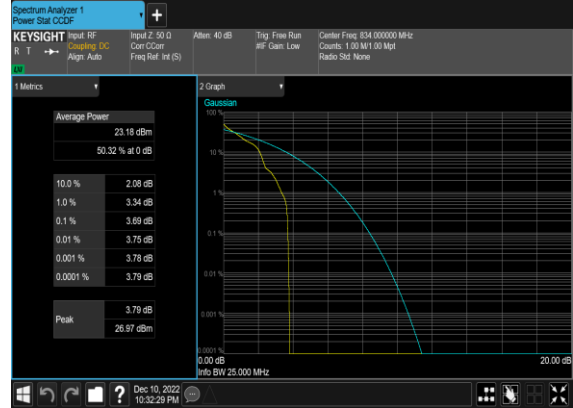 Spectrum Analyzer 1
Power Stat CCDF
+
KEYSIGHT
R T
LM
Input: RF
Coupling: DC
Align: Auto
Input Z: 50 Ω
Corr CCorr
Freq Ref: Int (S)
Atten: 40 dB
Trig: Free Run
#IF Gain: Low
Center Freq: 834.000000 MHz
Counts: 1.00 M/1.00 Mpt
Radio Std: None
1 Metrics
Average Power
23.18 dBm
50.32 % at 0 dB
10.0 % 2.08 dB
1.0 % 3.34 dB
0.1 % 3.69 dB
0.01 % 3.75 dB
0.001 % 3.78 dB
0.0001 % 3.79 dB
Peak
3.79 dB
26.97 dBm
2 Graph
Gaussian
100 %
10 %
1 %
0.1 %
0.01 %
0.001 %
0.0001 %
0.00 dB 20.00 dB
Info BW 25.000 MHz
?
Dec 10, 2022
10:32:29 PM